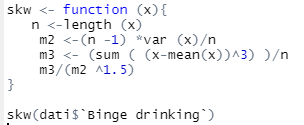 skw <- function (x){
   n <-length (x)
    m2 <-(n -1) *var (x)/n
    m3 <- (sum ( (x-mean(x))^3) )/n
    m3/(m2 ^1.5)
}

skw(dati$`Binge drinking`)